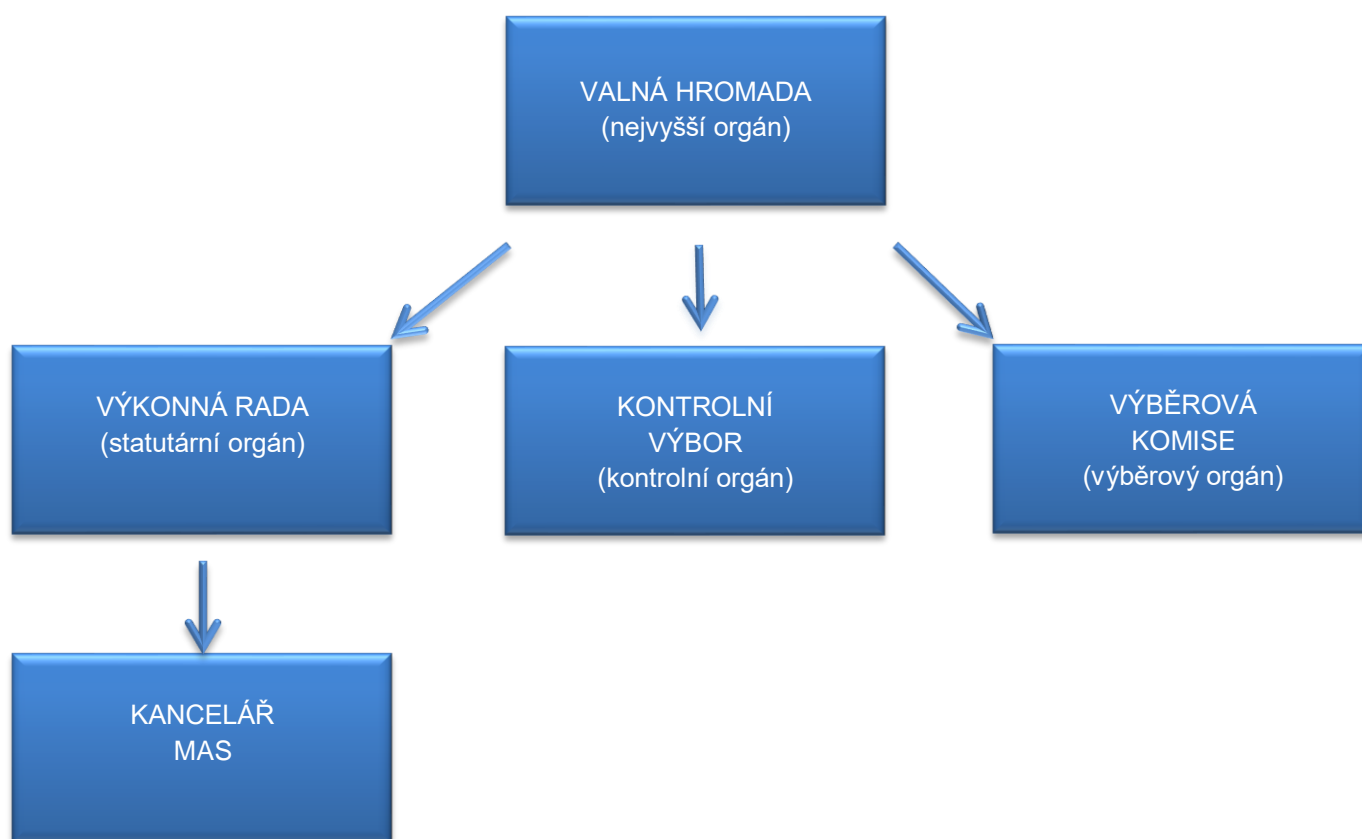 VALNÁ HROMADA
(nejvyšší orgán)
VÝKONNÁ RADA
(statutární orgán)
KONTROLNÍ
VÝBOR
(kontrolní orgán)
VÝBĚROVÁ
KOMISE
(výběrový orgán)
KANCELÁŘ
MAS